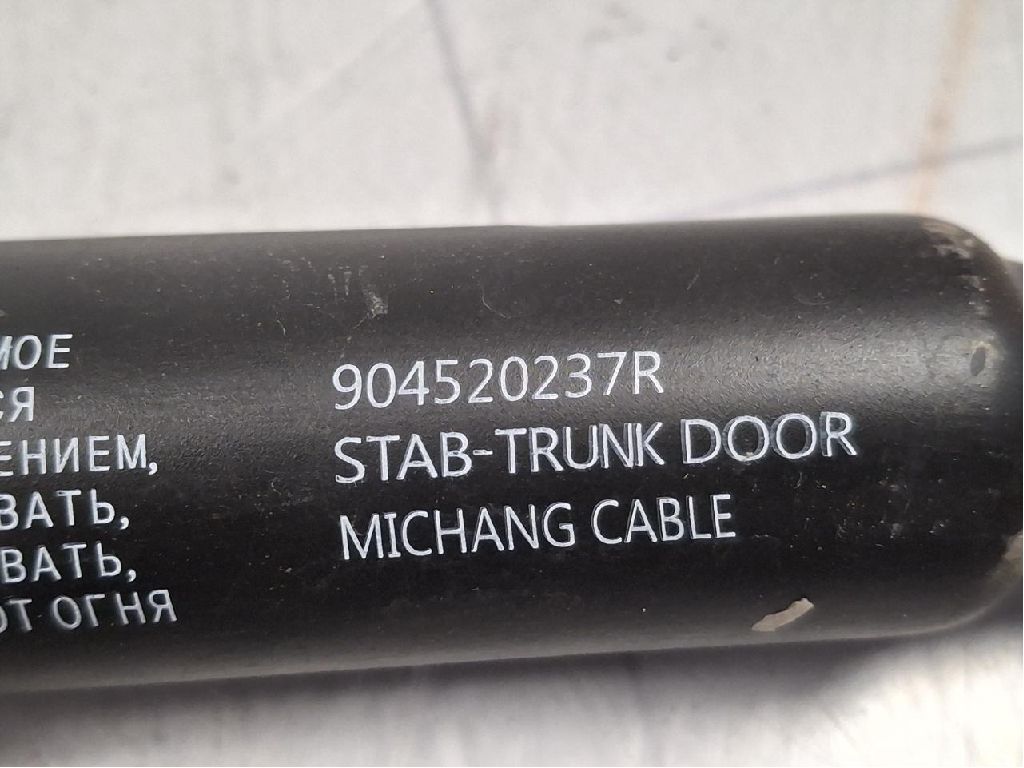 МОЕ
СЯ
ЕНИЕМ,
ВАТЬ,
ВАТЬ,
ОТ ОГНЯ
904520237R
STAB-TRUNK DOOR
MICHANG CABLE